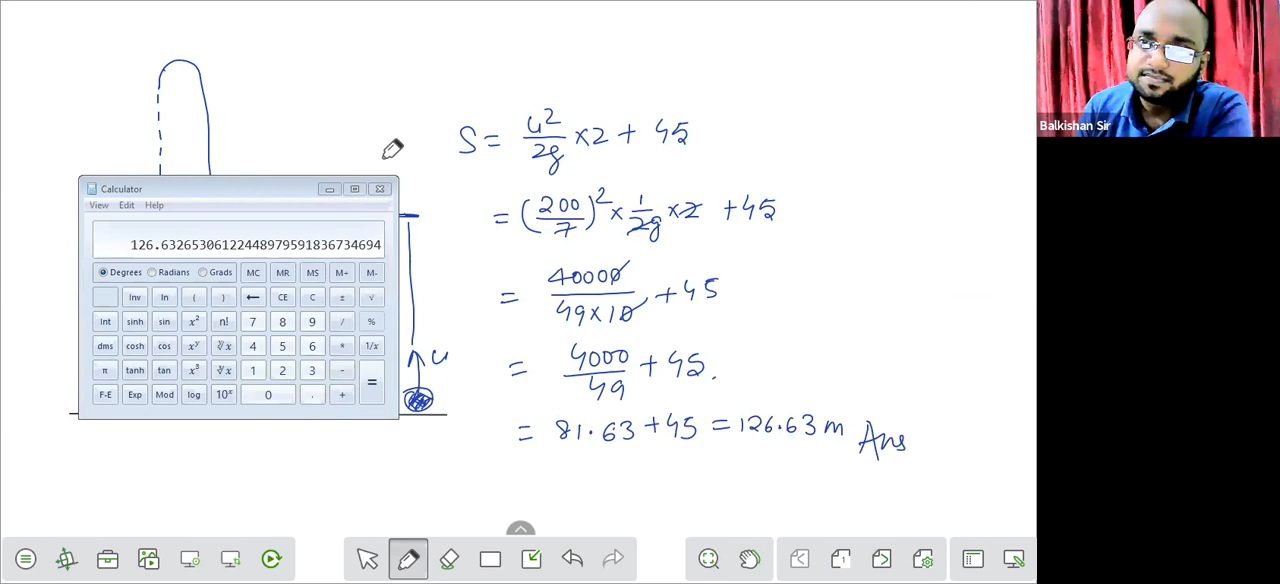 Balkishan Sir
S = u²/2g × 2 + 45
= (200/7)² × 1/2g × 2 + 45
= 40000/49×10 + 45
= 4000/49 + 45.
= 81.63 + 45 = 126.63 m Ans
u
Calculator
View Edit Help
126.63265306122448979591836734694
Degrees Radians Grads MC MR MS M+ M-
Inv ln ( ) ← CE C ± √
Int sinh sin x² n! 7 8 9 / %
dms cosh cos xʸ ʸ√x 4 5 6 * 1/x
π tanh tan x³ ³√x 1 2 3 - =
F-E Exp Mod log 10ˣ 0 . +
1